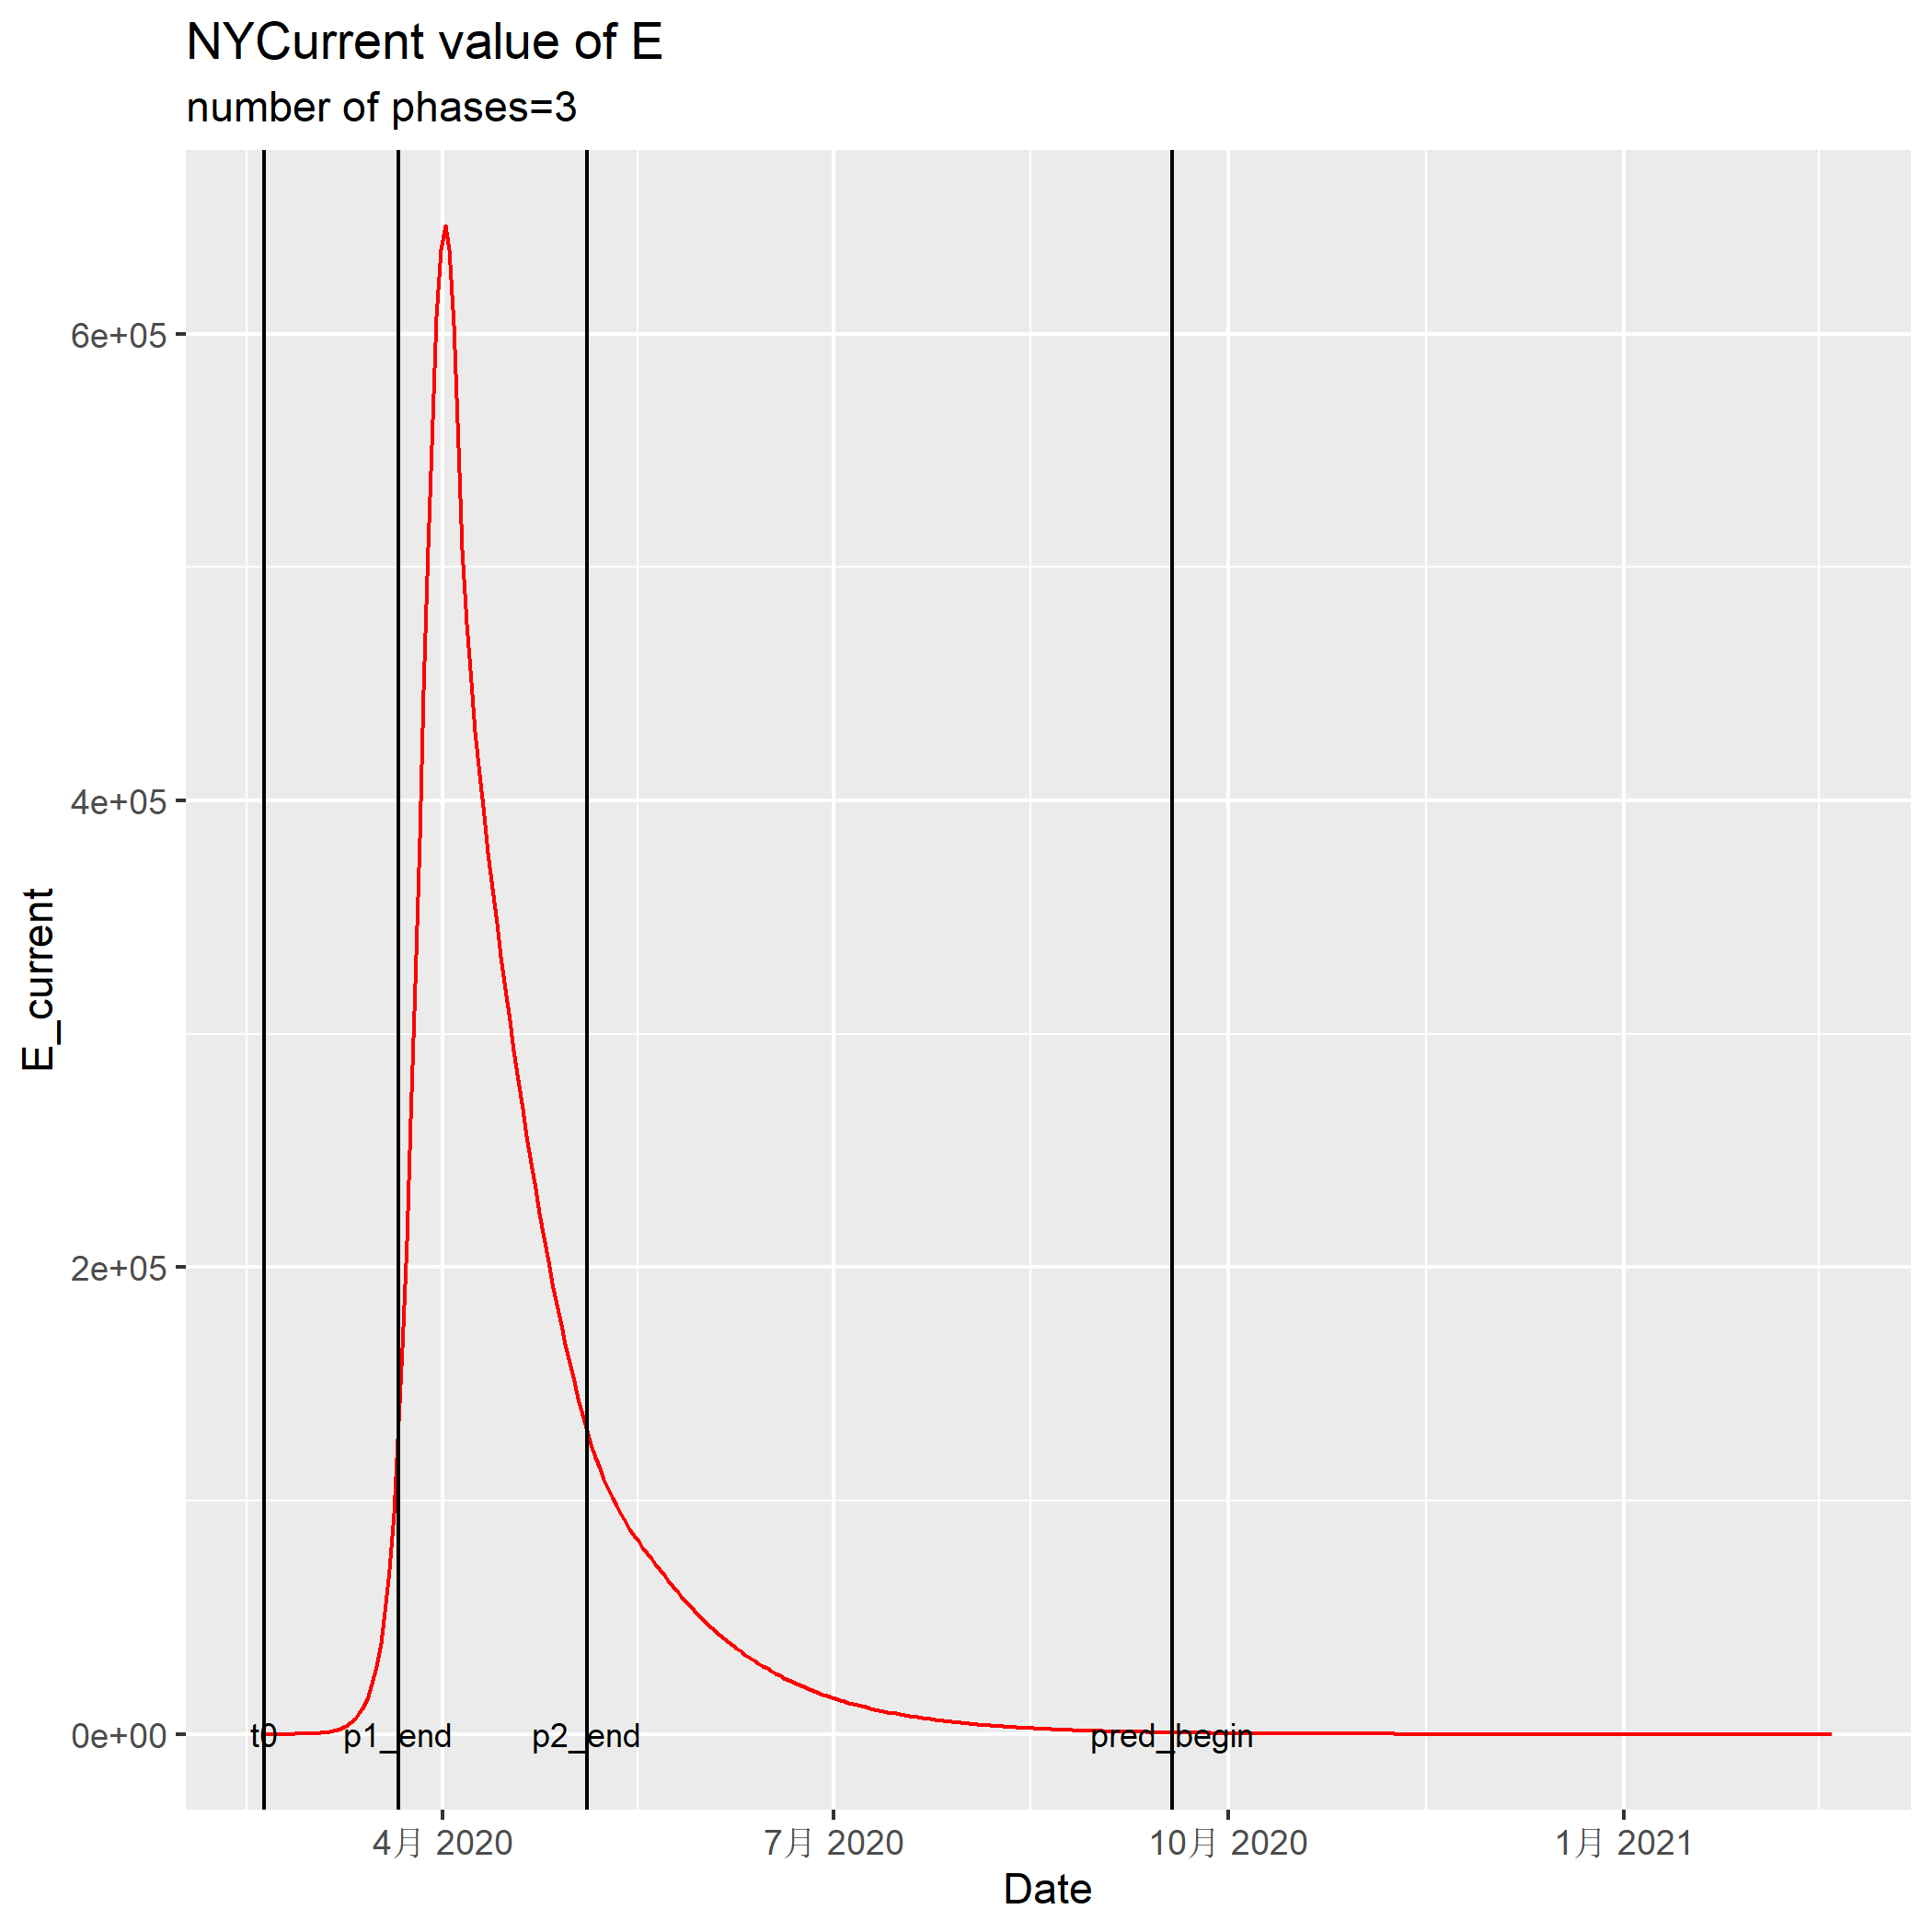 NYCurrent value of E
number of phases=3
6e+05
4e+05
2e+05
0e+00
E_current
t0
p1_end
p2_end
pred_begin
4月 2020
7月 2020
10月 2020
1月 2021
Date